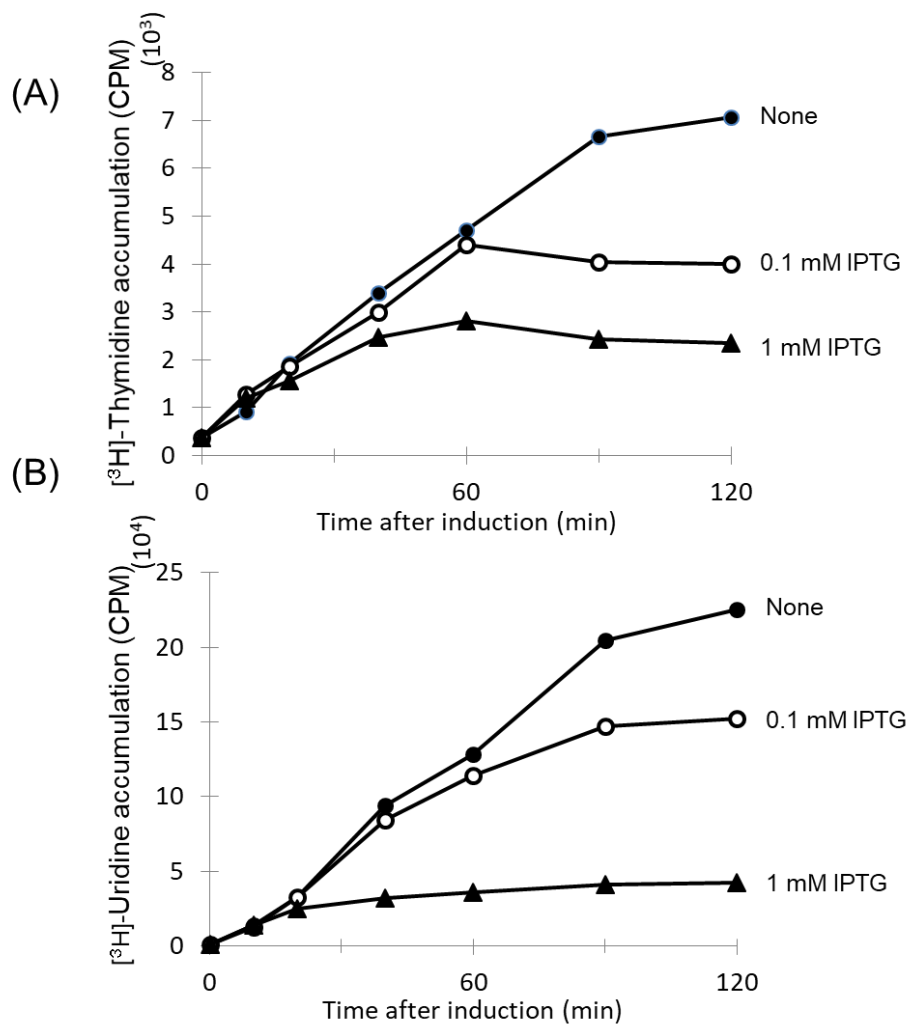 (A)
[³H]-Thymidine accumulation (CPM)
(10³)
8
7
6
5
4
3
2
1
0
None
0.1 mM IPTG
1 mM IPTG
0 60 120
Time after induction (min)
(B)
[³H]-Uridine accumulation (CPM)
(10⁴)
25
20
15
10
5
0
None
0.1 mM IPTG
1 mM IPTG
0 60 120
Time after induction (min)